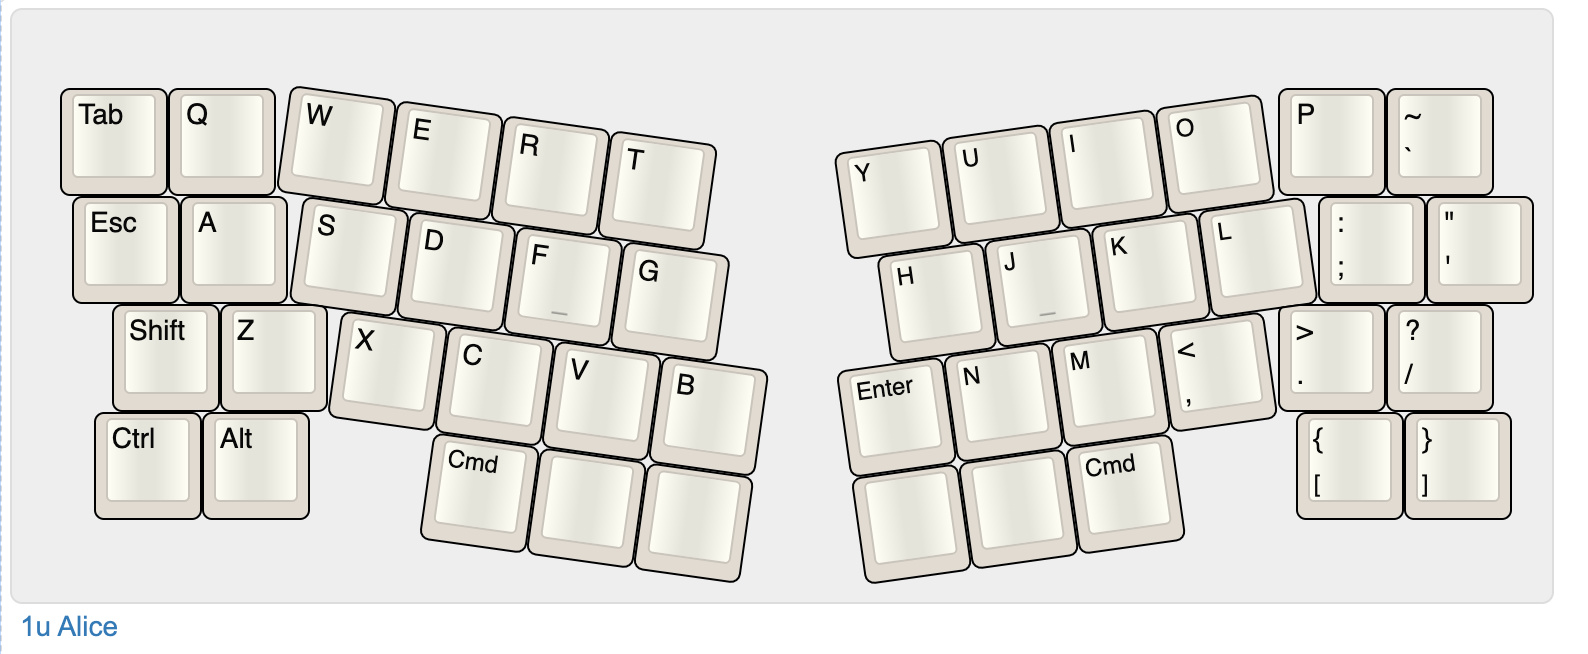 Tab Q W E R T Y U I O P ~ `
Esc A S D F _ G H J _ K L : ; " '
Shift Z X C V B Enter N M < , > . ? /
Ctrl Alt Cmd Cmd { [ } ]
1u Alice